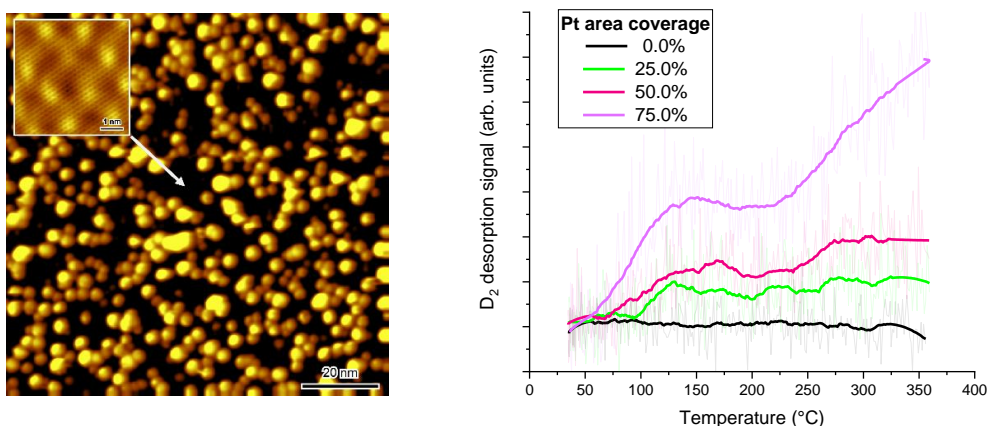 1 nm
20 nm
Pt area coverage
0.0%
25.0%
50.0%
75.0%
D₂ desorption signal (arb. units)
0 50 100 150 200 250 300 350 400
Temperature (°C)